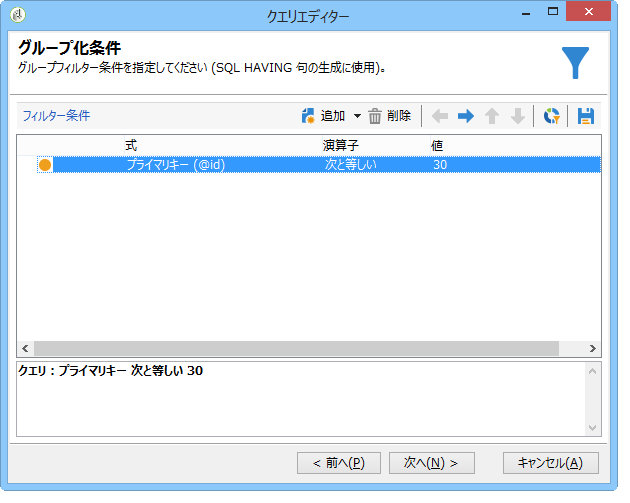 クエリエディター
グループ化条件
グループフィルター条件を指定してください (SQL HAVING 句の生成に使用)。
フィルター条件 追加 削除
式 演算子 値
プライマリキー (@id) 次と等しい 30
クエリ : プライマリキー 次と等しい 30
< 前へ(P) 次へ(N) > キャンセル(A)